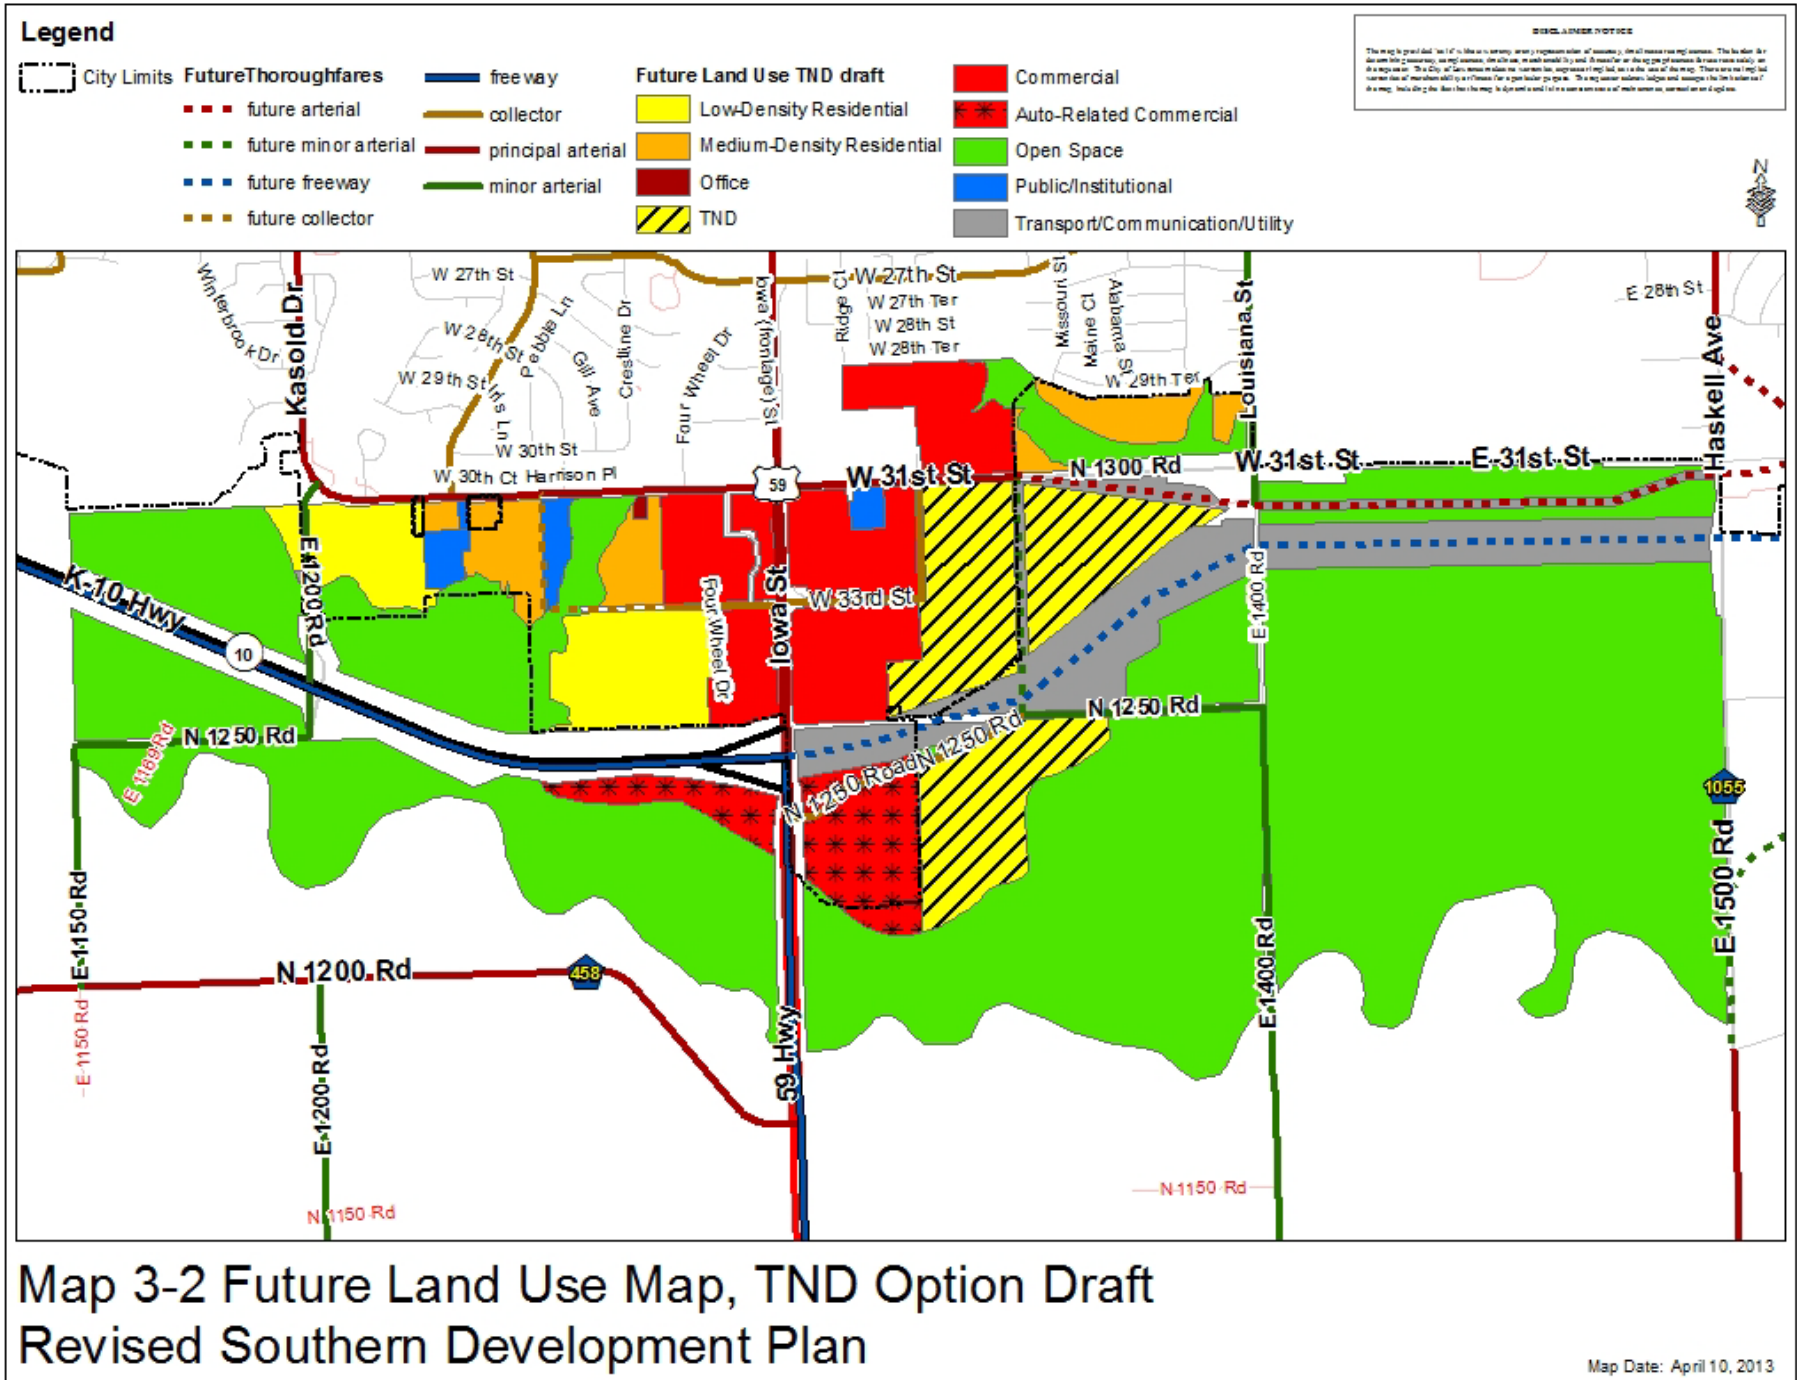 Legend
DISCLAIMER NOTICE
City Limits
FutureThoroughfares
future arterial
future minor arterial
future freeway
future collector
freeway
collector
principal arterial
minor arterial
Future Land Use TND draft
Low-Density Residential
Medium-Density Residential
Office
TND
Commercial
Auto-Related Commercial
Open Space
Public/Institutional
Transport/Communication/Utility
N
Winterbrook Dr
Kasold Dr
W 27th St
W 28th St
Pebble Ln
W 29th St
Iris Ln
Gill Ave
Crestline Dr
Four Wheel Dr
Iowa (frontage) St
W 30th St
W 30th Ct
Harrison Pl
Ridge Ct
W 27th St
W 27th Ter
W 28th St
W 28th Ter
Missouri St
Maine Ct
Alabama St
W 29th Ter
Louisiana St
E 28th St
Haskell Ave
59
W 31st St
N 1300 Rd
W 31st St
E 31st St
K-10 Hwy
10
E 1200 Rd
Four Wheel Dr
Iowa St
W 33rd St
E 1400 Rd
N 1250 Rd
E 1189 Rd
N 1250 Road
N 1250 Rd
N 1250 Rd
1055
E 1150 Rd
N 1200 Rd
458
E 1150 Rd
E 1200 Rd
N 1150 Rd
59 Hwy
E 1400 Rd
N 1150 Rd
E 1500 Rd
Map 3-2 Future Land Use Map, TND Option Draft
Revised Southern Development Plan
Map Date: April 10, 2013